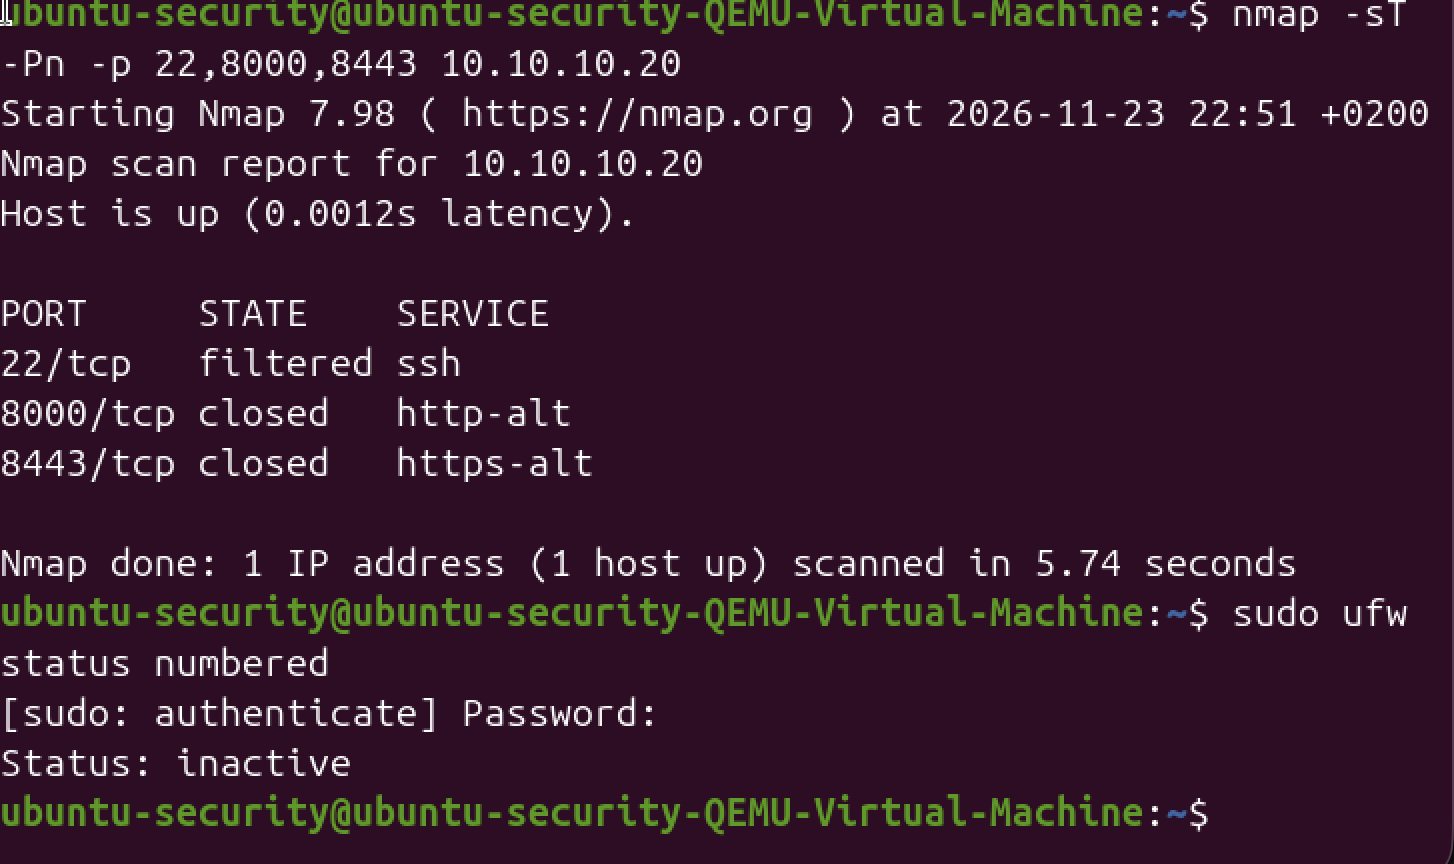 ubuntu-security@ubuntu-security-QEMU-Virtual-Machine:~$ nmap -sT
-Pn -p 22,8000,8443 10.10.10.20
Starting Nmap 7.98 ( https://nmap.org ) at 2026-11-23 22:51 +0200
Nmap scan report for 10.10.10.20
Host is up (0.0012s latency).

PORT     STATE    SERVICE
22/tcp   filtered ssh
8000/tcp closed   http-alt
8443/tcp closed   https-alt

Nmap done: 1 IP address (1 host up) scanned in 5.74 seconds
ubuntu-security@ubuntu-security-QEMU-Virtual-Machine:~$ sudo ufw
status numbered
[sudo: authenticate] Password:
Status: inactive
ubuntu-security@ubuntu-security-QEMU-Virtual-Machine:~$